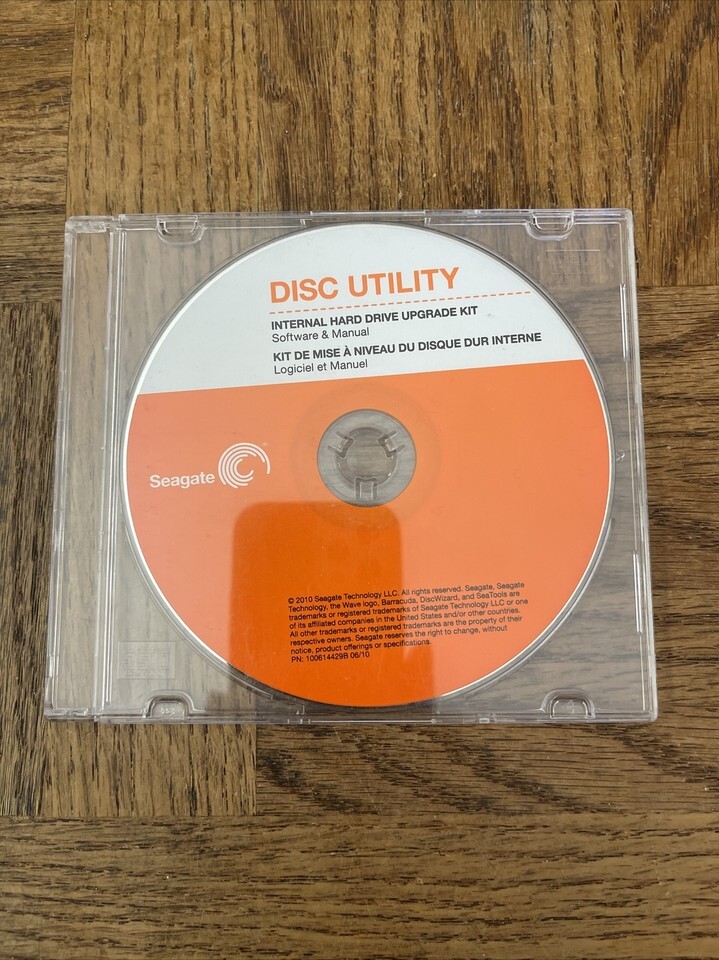 DISC UTILITY
INTERNAL HARD DRIVE UPGRADE KIT
Software & Manual
KIT DE MISE À NIVEAU DU DISQUE DUR INTERNE
Logiciel et Manuel
Seagate
© 2010 Seagate Technology LLC. All rights reserved. Seagate, Seagate
Technology, the Wave logo, Barracuda, DiscWizard, and SeaTools are
trademarks or registered trademarks of Seagate Technology LLC or one
of its affiliated companies in the United States and/or other countries.
All other trademarks or registered trademarks are the property of their
respective owners. Seagate reserves the right to change, without
notice, product offerings or specifications.
PN: 100614429B 06/10